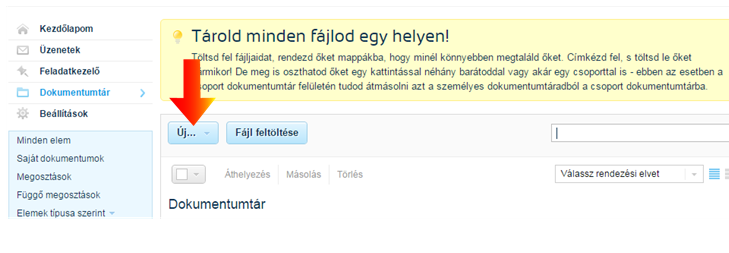 Kezdőlapom
Üzenetek
Feladatkezelő
Dokumentumtár
Beállítások
Minden elem
Saját dokumentumok
Megosztások
Függő megosztások
Elemek típusa szerint
Tárold minden fájlod egy helyen!
Töltsd fel fájljaidat, rendezd őket mappákba, hogy minél könnyebben megtaláld őket. Címkézd fel, s töltsd le őket
ármikor! De meg is oszthatod őket egy kattintással néhány barátoddal vagy akár egy csoporttal is - ebben az esetben a
csoport dokumentumtár felületén tudod átmásolni azt a személyes dokumentumtáradból a csoport dokumentumtárba.
Új...
Fájl feltöltése
Áthelyezés Másolás Törlés
Válassz rendezési elvet
Dokumentumtár